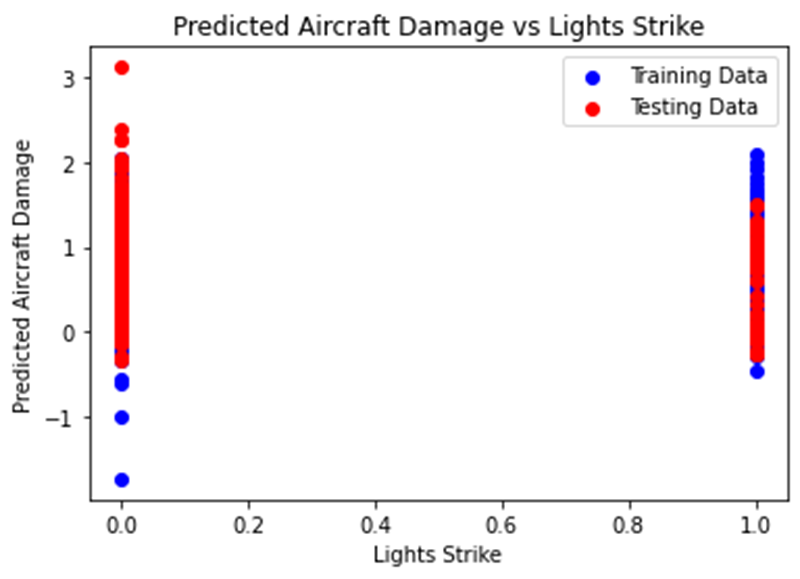 Predicted Aircraft Damage vs Lights Strike
Training Data
Testing Data
3
2
1
0
−1
Predicted Aircraft Damage
0.0 0.2 0.4 0.6 0.8 1.0
Lights Strike